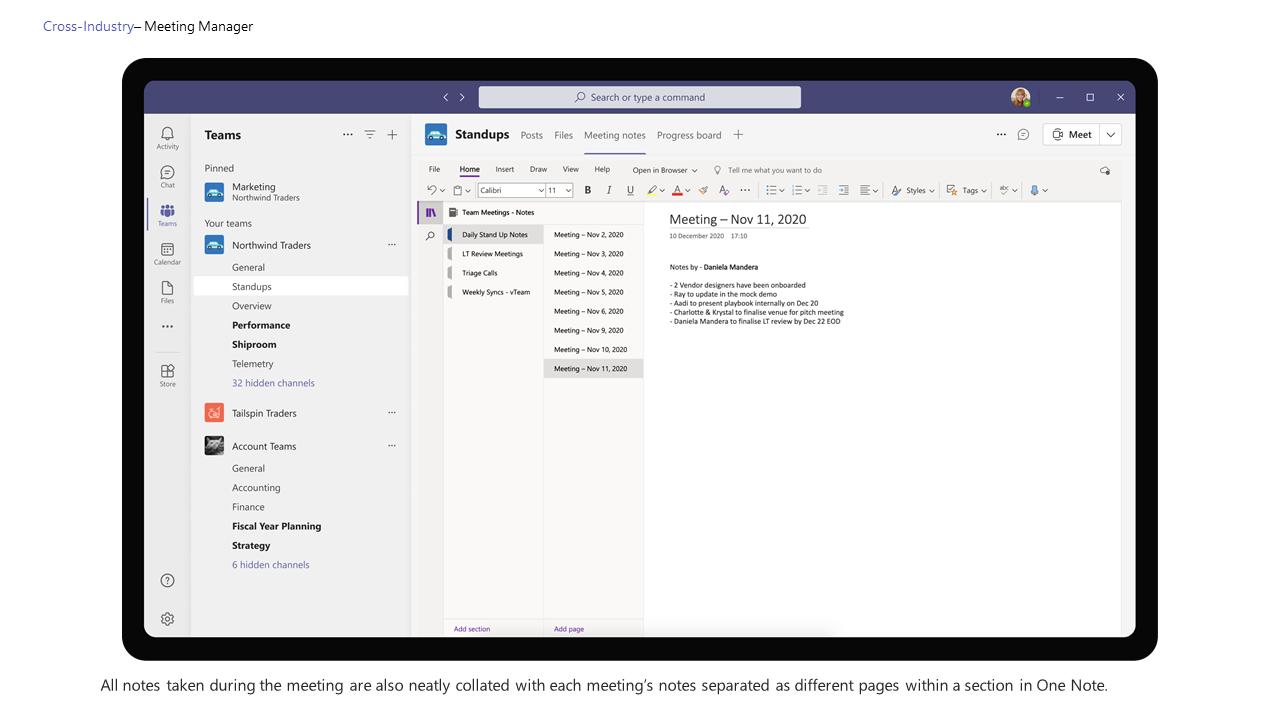 Cross-Industry– Meeting Manager
Search or type a command
Activity
Chat
Teams
Calendar
Files
Store
Teams
Pinned
Marketing
Northwind Traders
Your teams
Northwind Traders
General
Standups
Overview
Performance
Shiproom
Telemetry
32 hidden channels
Tailspin Traders
Account Teams
General
Accounting
Finance
Fiscal Year Planning
Strategy
6 hidden channels
Standups Posts Files Meeting notes Progress board
Meet
File Home Insert Draw View Help Open in Browser Tell me what you want to do
Calibri 11 B I U A A Styles Tags abc
Team Meetings - Notes
Daily Stand Up Notes
LT Review Meetings
Triage Calls
Weekly Syncs - vTeam
Add section
Meeting – Nov 2, 2020
Meeting – Nov 3, 2020
Meeting – Nov 4, 2020
Meeting – Nov 5, 2020
Meeting – Nov 6, 2020
Meeting – Nov 9, 2020
Meeting – Nov 10, 2020
Meeting – Nov 11, 2020
Add page
Meeting – Nov 11, 2020
10 December 2020 17:10
Notes by - Daniela Mandera
- 2 Vendor designers have been onboarded
- Ray to update in the mock demo
- Aadi to present playbook internally on Dec 20
- Charlotte & Krystal to finalise venue for pitch meeting
- Daniela Mandera to finalise LT review by Dec 22 EOD
All notes taken during the meeting are also neatly collated with each meeting’s notes separated as different pages within a section in One Note.